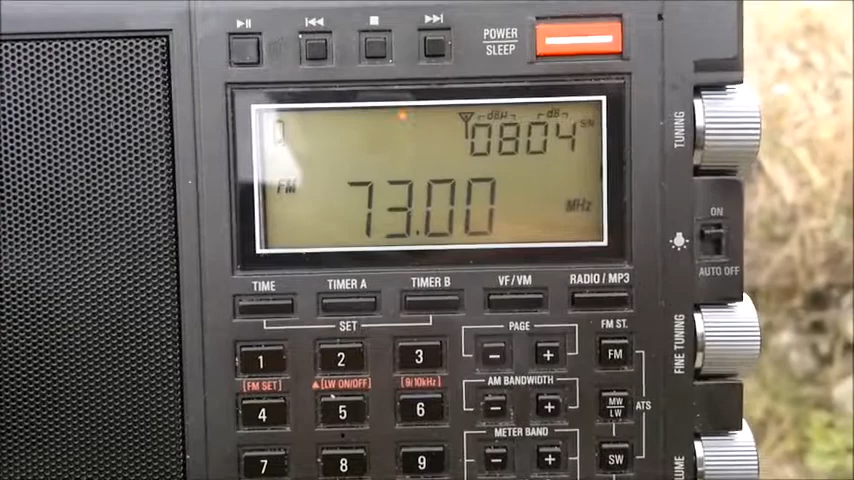 POWER
SLEEP
dBμ dB
0804 S/N
FM 73.00 MHz
TUNING
ON
AUTO OFF
TIME TIMER A TIMER B VF/VM RADIO / MP3
SET PAGE FM ST.
1 2 3 - + FM
FM SET LW ON/OFF 9/10kHz AM BANDWIDTH
4 5 6 - + MW LW ATS
METER BAND
7 8 9 - + SW
FINE TUNING